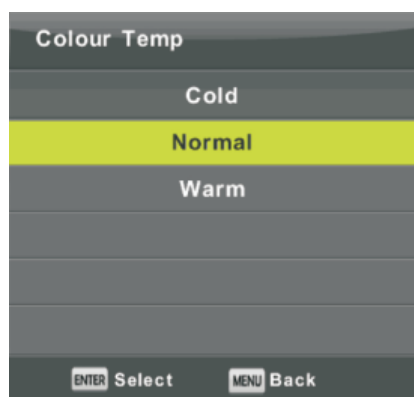 Colour Temp
Cold
Normal
Warm
ENTER Select MENU Back